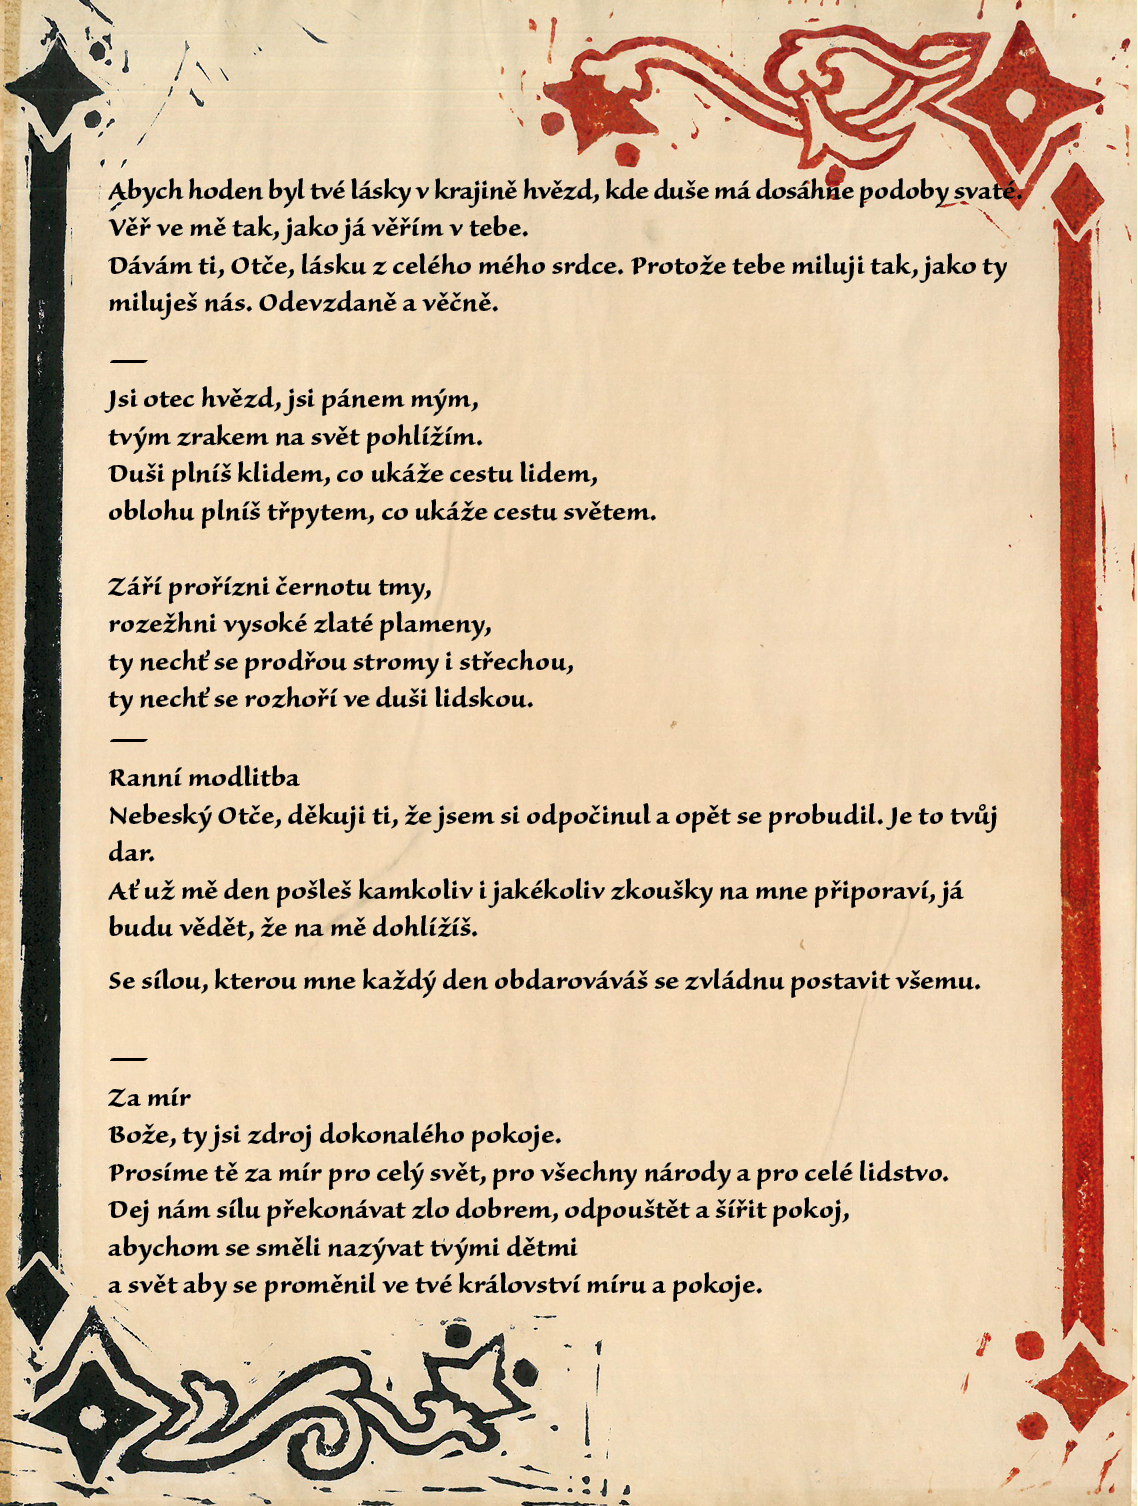 Abych hoden byl tvé lásky v krajině hvězd, kde duše má dosáhne podoby svaté.
Věř ve mě tak, jako já věřím v tebe.
Dávám ti, Otče, lásku z celého mého srdce. Protože tebe miluji tak, jako ty
miluješ nás. Odevzdaně a věčně.
—
Jsi otec hvězd, jsi pánem mým,
tvým zrakem na svět pohlížím.
Duši plníš klidem, co ukáže cestu lidem,
oblohu plníš třpytem, co ukáže cestu světem.
Září prořízni černotu tmy,
rozežhni vysoké zlaté plameny,
ty nechť se prodřou stromy i střechou,
ty nechť se rozhoří ve duši lidskou.
—
Ranní modlitba
Nebeský Otče, děkuji ti, že jsem si odpočinul a opět se probudil. Je to tvůj
dar.
Ať už mě den pošleš kamkoliv i jakékoliv zkoušky na mne připoraví, já
budu vědět, že na mě dohlížíš.
Se sílou, kterou mne každý den obdarováváš se zvládnu postavit všemu.
—
Za mír
Bože, ty jsi zdroj dokonalého pokoje.
Prosíme tě za mír pro celý svět, pro všechny národy a pro celé lidstvo.
Dej nám sílu překonávat zlo dobrem, odpouštět a šířit pokoj,
abychom se směli nazývat tvými dětmi
a svět aby se proměnil ve tvé království míru a pokoje.